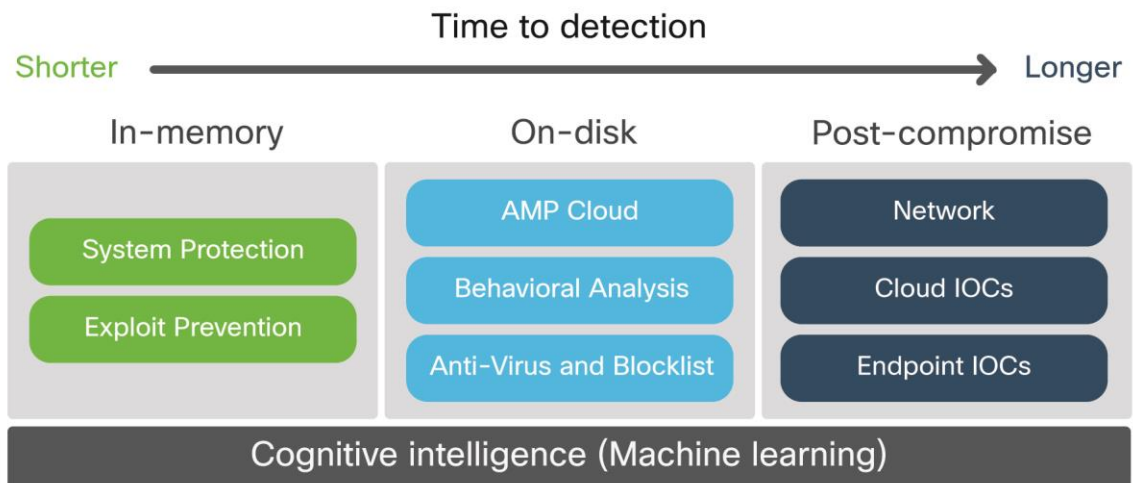 Time to detection
Shorter
Longer
In-memory
On-disk
Post-compromise
System Protection
Exploit Prevention
AMP Cloud
Behavioral Analysis
Anti-Virus and Blocklist
Network
Cloud IOCs
Endpoint IOCs
Cognitive intelligence (Machine learning)